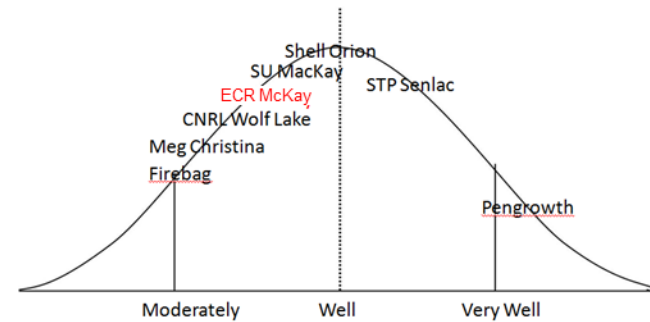 Shell Orion
SU MacKay
STP Senlac
ECR McKay
CNRL Wolf Lake
Meg Christina
Firebag
Pengrowth
Moderately Well Very Well